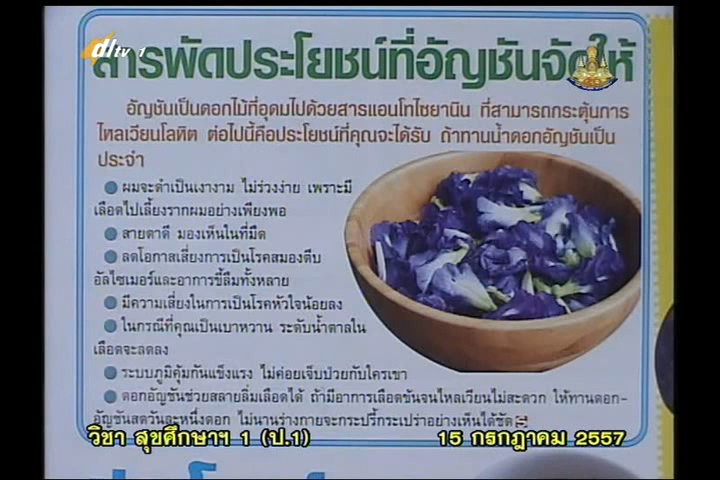 dltv 1
สารพัดประโยชน์ที่อัญชันจัดให้
อัญชันเป็นดอกไม้ที่อุดมไปด้วยสารแอนโทไซยานิน ที่สามารถกระตุ้นการ
ไหลเวียนโลหิต ต่อไปนี้คือประโยชน์ที่คุณจะได้รับ ถ้าทานน้ำดอกอัญชันเป็น
ประจำ
● ผมจะดำเป็นเงางาม ไม่ร่วงง่าย เพราะมี
เลือดไปเลี้ยงรากผมอย่างเพียงพอ
● สายตาดี มองเห็นในที่มืด
● ลดโอกาสเสี่ยงการเป็นโรคสมองตีบ
อัลไซเมอร์และอาการขี้ลืมทั้งหลาย
● มีความเสี่ยงในการเป็นโรคหัวใจน้อยลง
● ในกรณีที่คุณเป็นเบาหวาน ระดับน้ำตาลใน
เลือดจะลดลง
● ระบบภูมิคุ้มกันแข็งแรง ไม่ค่อยเจ็บป่วยกับใครเขา
● ดอกอัญชันช่วยสลายลิ่มเลือดได้ ถ้ามีอาการเลือดข้นจนไหลเวียนไม่สะดวก ให้ทานดอก-
อัญชันสดวันละหนึ่งดอก ไม่นานร่างกายจะกระปรี้กระเปร่าอย่างเห็นได้ชัด
วิชา สุขศึกษาฯ 1 (ป.1) 15 กรกฎาคม 2557